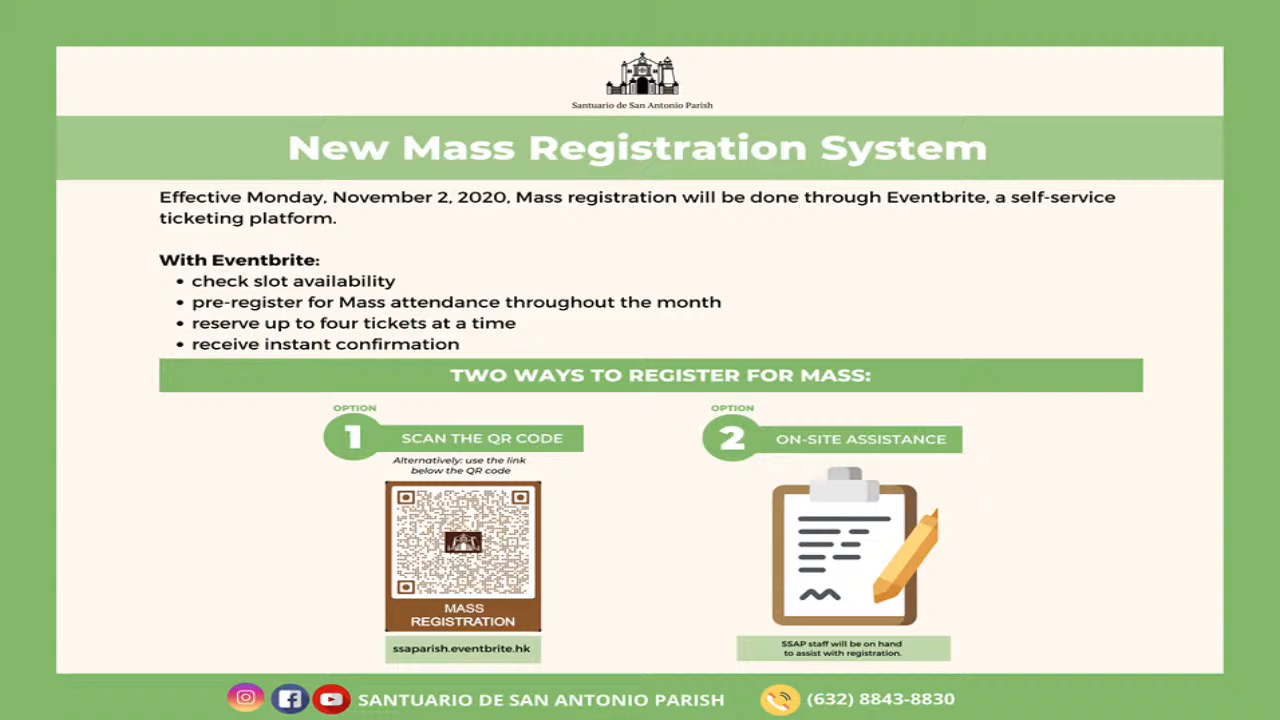 Santuario de San Antonio Parish
New Mass Registration System
Effective Monday, November 2, 2020, Mass registration will be done through Eventbrite, a self-service
ticketing platform.
With Eventbrite:
• check slot availability
• pre-register for Mass attendance throughout the month
• reserve up to four tickets at a time
• receive instant confirmation
TWO WAYS TO REGISTER FOR MASS:
OPTION
1 SCAN THE QR CODE
Alternatively: use the link
below the QR code
MASS
REGISTRATION
ssaparish.eventbrite.hk
OPTION
2 ON-SITE ASSISTANCE
SSAP staff will be on hand
to assist with registration.
SANTUARIO DE SAN ANTONIO PARISH
(632) 8843-8830